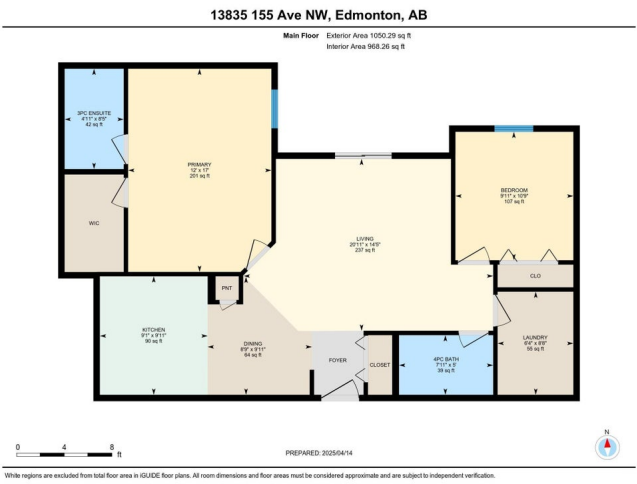 13835 155 Ave NW, Edmonton, AB
Main Floor Exterior Area 1050.29 sq ft
Interior Area 968.26 sq ft
3PC ENSUITE
4'11" x 8'5"
42 sq ft
PRIMARY
12' x 17'
201 sq ft
WIC
BEDROOM
9'11" x 10'9"
107 sq ft
LIVING
20'11" x 14'5"
237 sq ft
CLO
PNT
KITCHEN
9'1" x 9'11"
90 sq ft
DINING
8'9" x 9'11"
64 sq ft
FOYER
CLOSET
4PC BATH
7'11" x 5'
39 sq ft
LAUNDRY
6'4" x 8'8"
55 sq ft
0 4 8
ft
PREPARED: 2025/04/14
N
White regions are excluded from total floor area in iGUIDE floor plans. All room dimensions and floor areas must be considered approximate and are subject to independent verification.